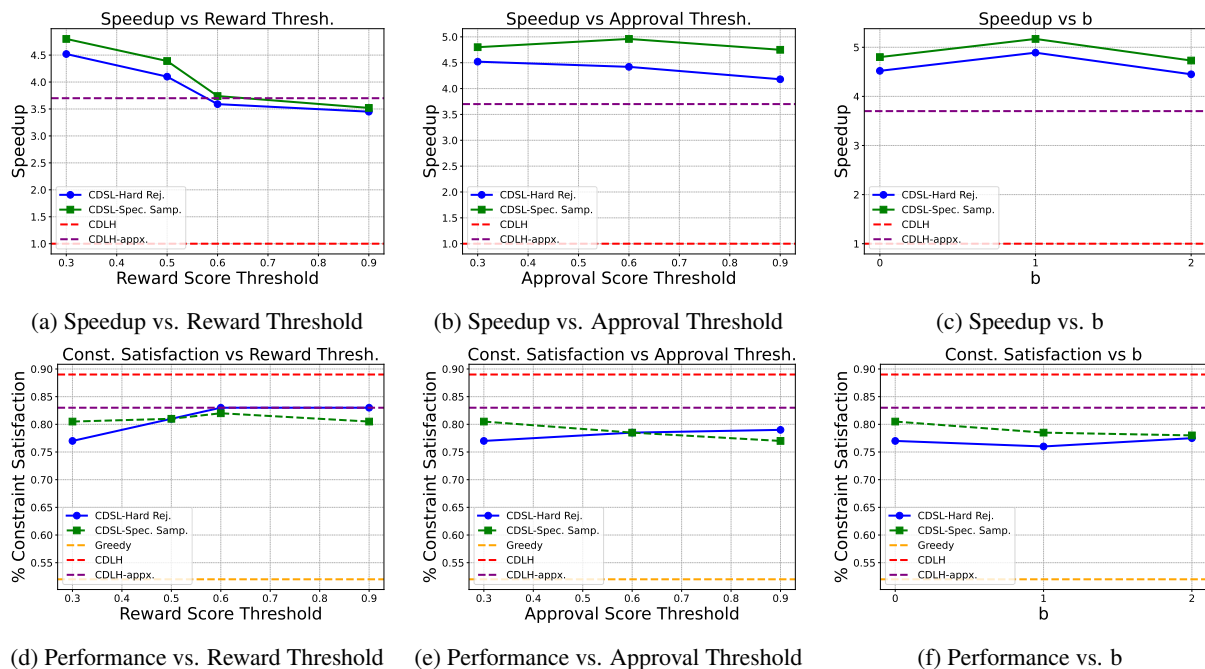 Speedup vs Reward Thresh.
Speedup
4.5
4.0
3.5
3.0
2.5
2.0
1.5
1.0
CDSL-Hard Rej.
CDSL-Spec. Samp.
CDLH
CDLH-appx.
0.3 0.4 0.5 0.6 0.7 0.8 0.9
Reward Score Threshold
(a) Speedup vs. Reward Threshold
Speedup vs Approval Thresh.
Speedup
5.0
4.5
4.0
3.5
3.0
2.5
2.0
1.5
1.0
CDSL-Hard Rej.
CDSL-Spec. Samp.
CDLH
CDLH-appx.
0.3 0.4 0.5 0.6 0.7 0.8 0.9
Approval Score Threshold
(b) Speedup vs. Approval Threshold
Speedup vs b
Speedup
5
4
3
2
1
CDSL-Hard Rej.
CDSL-Spec. Samp.
CDLH
CDLH-appx.
0 1 2
b
(c) Speedup vs. b
Const. Satisfaction vs Reward Thresh.
% Constraint Satisfaction
0.90
0.85
0.80
0.75
0.70
0.65
0.60
0.55
CDSL-Hard Rej.
CDSL-Spec. Samp.
Greedy
CDLH
CDLH-appx.
0.3 0.4 0.5 0.6 0.7 0.8 0.9
Reward Score Threshold
(d) Performance vs. Reward Threshold
Const. Satisfaction vs Approval Thresh.
% Constraint Satisfaction
0.90
0.85
0.80
0.75
0.70
0.65
0.60
0.55
CDSL-Hard Rej.
CDSL-Spec. Samp.
Greedy
CDLH
CDLH-appx.
0.3 0.4 0.5 0.6 0.7 0.8 0.9
Approval Score Threshold
(e) Performance vs. Approval Threshold
Const. Satisfaction vs b
% Constraint Satisfaction
0.90
0.85
0.80
0.75
0.70
0.65
0.60
0.55
CDSL-Hard Rej.
CDSL-Spec. Samp.
Greedy
CDLH
CDLH-appx.
0 1 2
b
(f) Performance vs. b